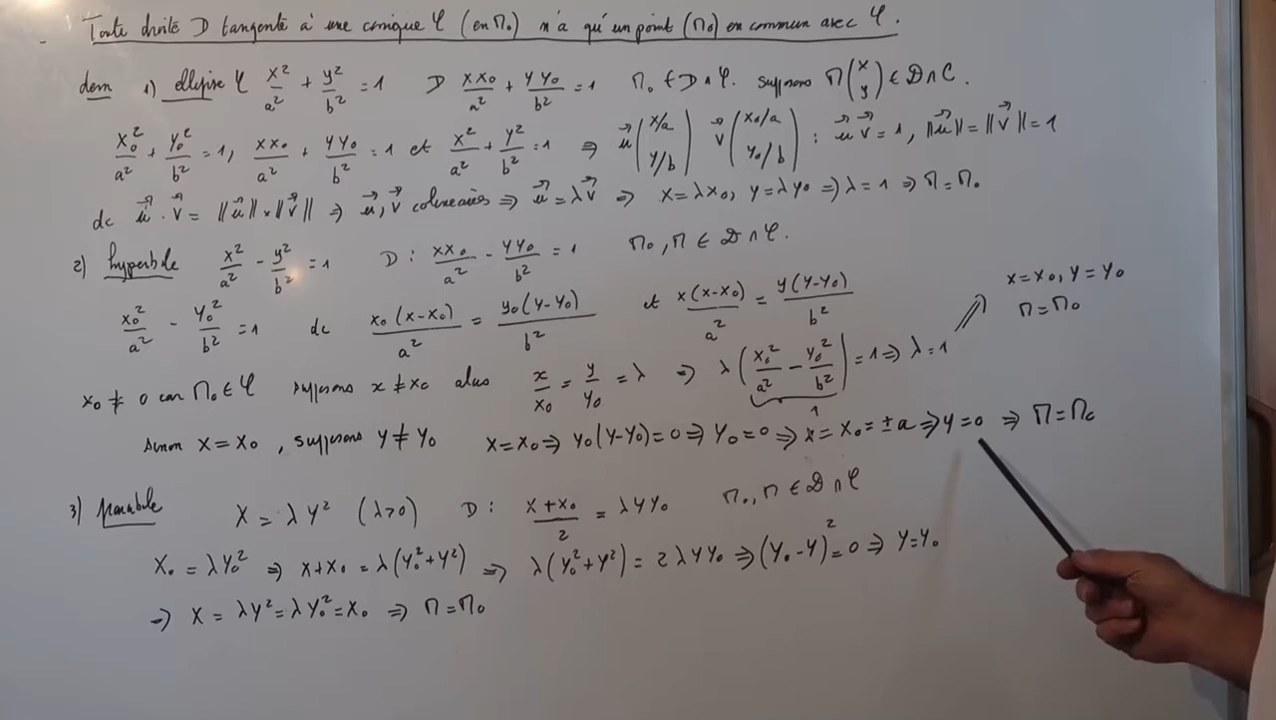 Toute droite D tangente à une conique 𝒞 (en M₀) n'a qu'un point (M₀) en commun avec 𝒞.
dem 1) ellipse 𝒞 x²/a² + y²/b² = 1 D xx₀/a² + yy₀/b² = 1 M₀ ∈ D ∩ 𝒞. supposons M(x y) ∈ D ∩ C.
x₀²/a² + y₀²/b² = 1, xx₀/a² + yy₀/b² = 1 et x²/a² + y²/b² = 1 ⇒ u⃗(x/a y/b) v⃗(x₀/a y₀/b) : u⃗ v⃗ = 1, ||u⃗|| = ||v⃗|| = 1
dc u⃗ . v⃗ = ||u⃗|| × ||v⃗|| ⇒ u⃗, v⃗ colinéaires ⇒ u⃗ = λv⃗ ⇒ x = λx₀, y = λy₀ ⇒ λ = 1 ⇒ M = M₀
2) hyperbole x²/a² - y²/b² = 1 D : xx₀/a² - yy₀/b² = 1 M₀, M ∈ D ∩ 𝒞.
x₀²/a² - y₀²/b² = 1 dc x₀(x-x₀)/a² = y₀(y-y₀)/b² et x(x-x₀)/a² = y(y-y₀)/b² x = x₀, y = y₀ M = M₀
x₀ ≠ 0 car M₀ ∈ 𝒞 supposons x ≠ x₀ alors x/x₀ = y/y₀ = λ ⇒ λ(x₀²/a² - y₀²/b²) = 1 ⇒ λ = 1 ⇒
1
Sinon x = x₀, supposons y ≠ y₀ x = x₀ ⇒ y₀(y-y₀) = 0 ⇒ y₀ = 0 ⇒ x = x₀ = ±a ⇒ y = 0 ⇒ M = M₀
3) parabole x = λy² (λ>0) D : x+x₀/2 = λyy₀ M₀, M ∈ D ∩ 𝒞
x₀ = λy₀² ⇒ x+x₀ = λ(y₀²+y²) ⇒ λ(y₀²+y²) = 2λyy₀ ⇒ (y₀-y)² = 0 ⇒ y = y₀
⇒ x = λy² = λy₀² = x₀ ⇒ M = M₀